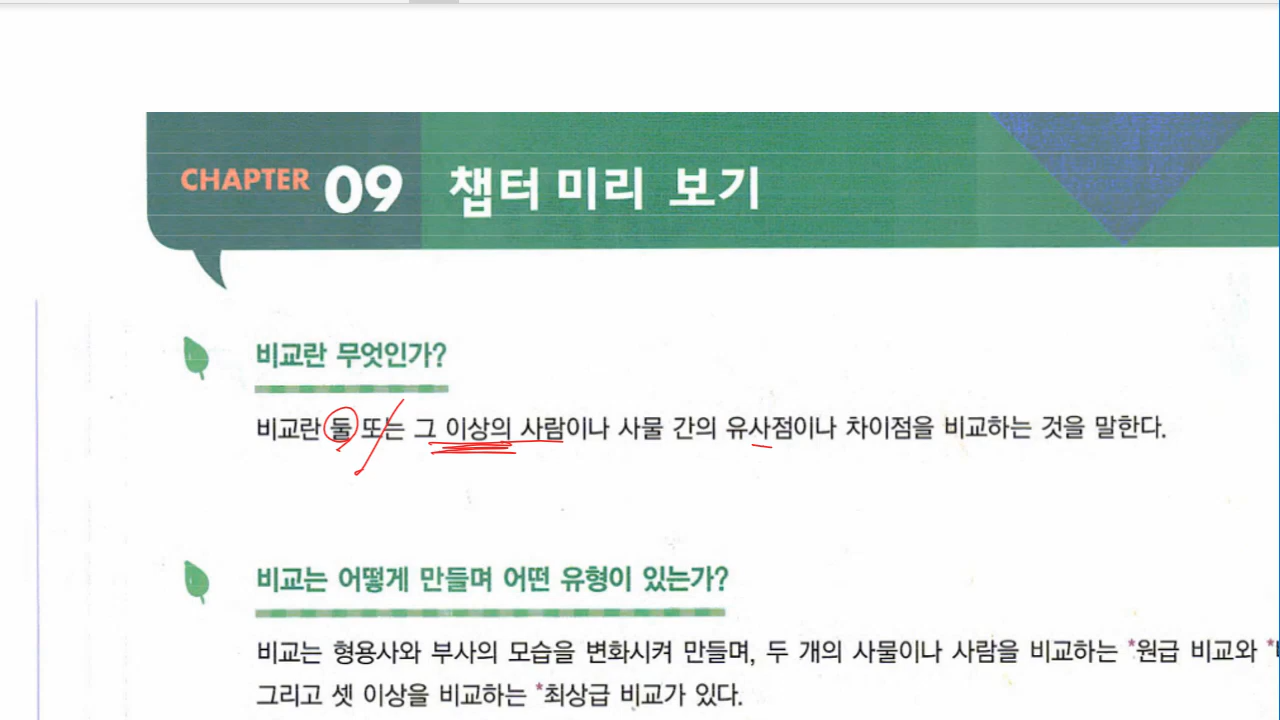 CHAPTER 09 챕터 미리 보기
비교란 무엇인가?
비교란 둘 또는 그 이상의 사람이나 사물 간의 유사점이나 차이점을 비교하는 것을 말한다.
비교는 어떻게 만들며 어떤 유형이 있는가?
비교는 형용사와 부사의 모습을 변화시켜 만들며, 두 개의 사물이나 사람을 비교하는 *원급 비교와 *
그리고 셋 이상을 비교하는 *최상급 비교가 있다.